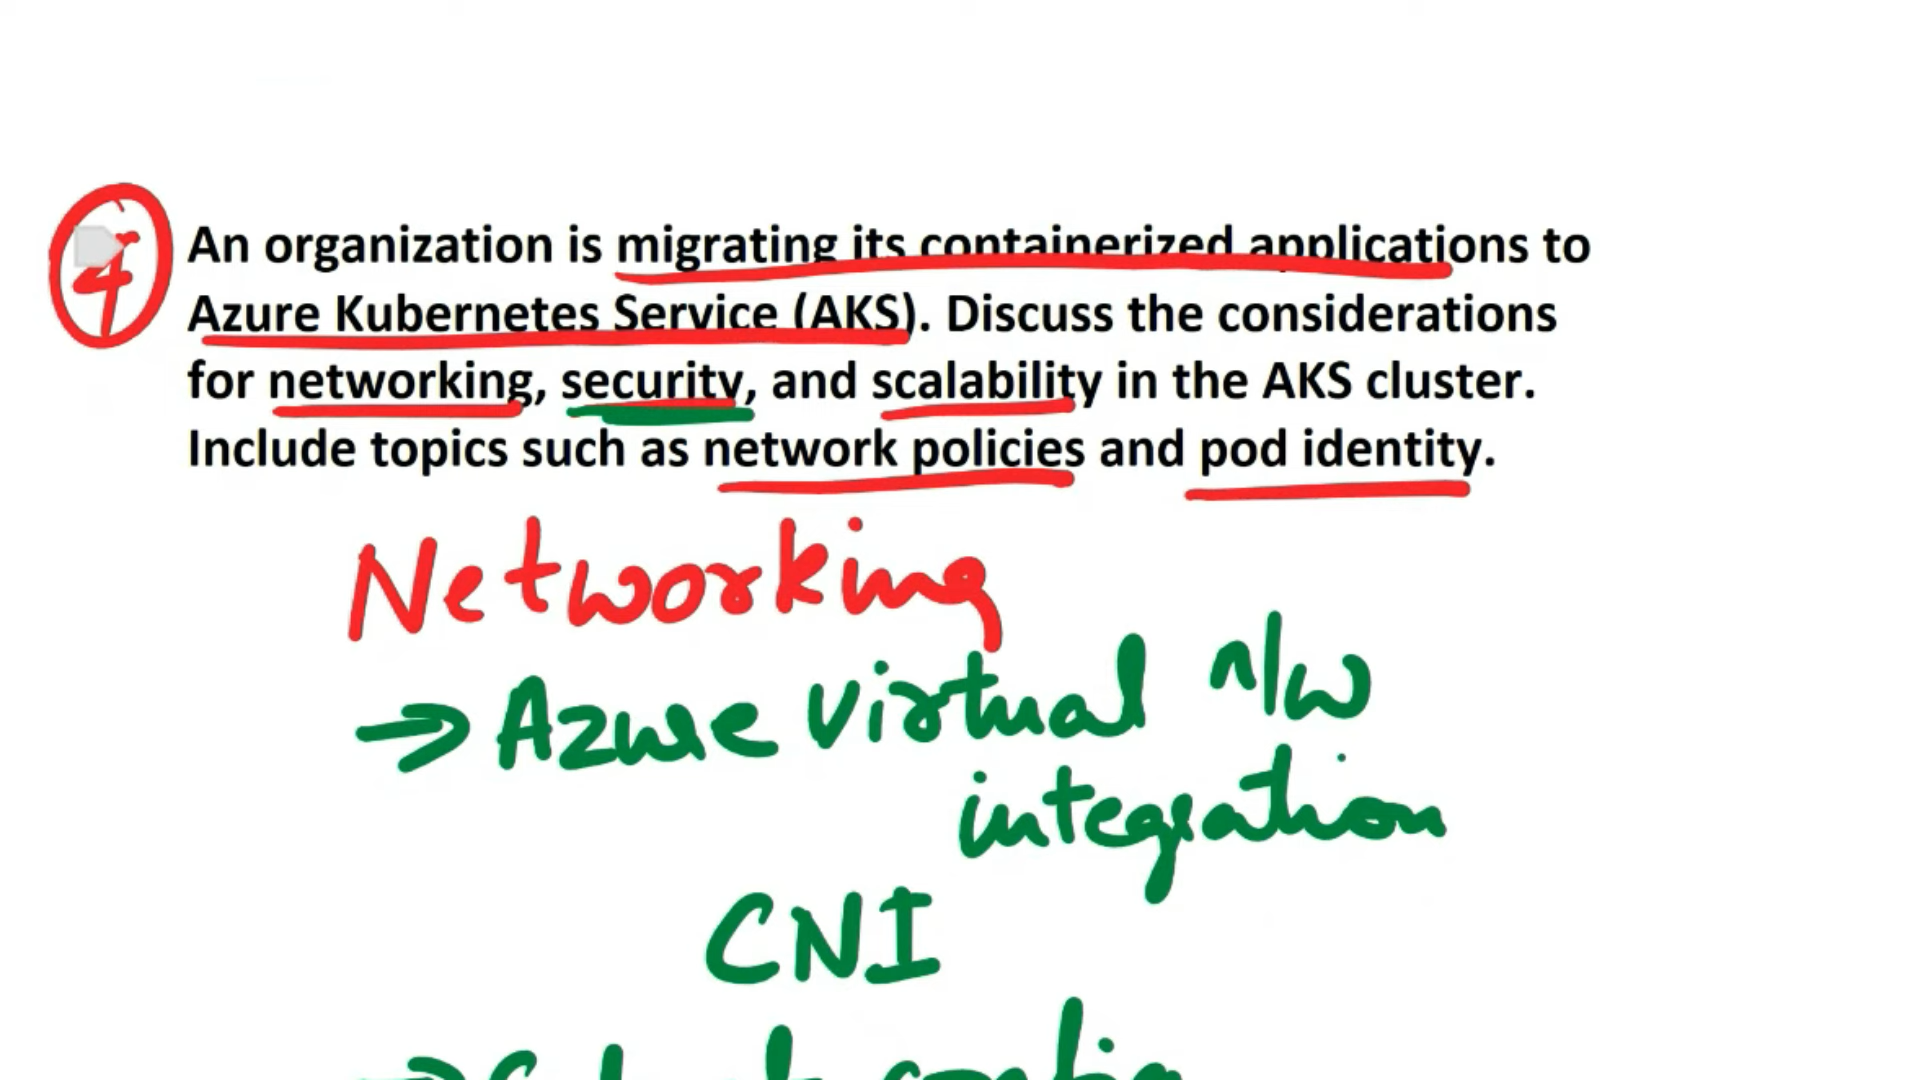 4 An organization is migrating its containerized applications to
Azure Kubernetes Service (AKS). Discuss the considerations
for networking, security, and scalability in the AKS cluster.
Include topics such as network policies and pod identity.
Networking
→ Azure Virtual n/w
integration
CNI